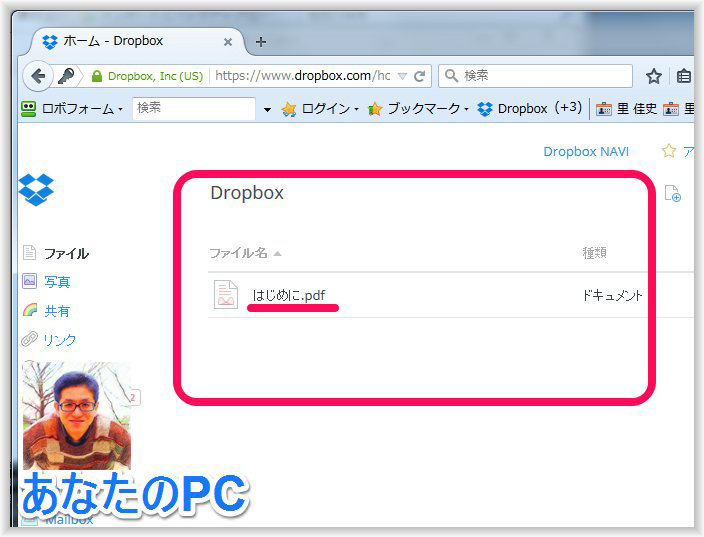 ホーム - Dropbox
Dropbox, Inc (US) https://www.dropbox.com/hc 検索
ロボフォーム 検索 ログイン ブックマーク Dropbox (+3) 里 佳史 里
Dropbox NAVI ア
Dropbox
ファイル名 種類
はじめに.pdf ドキュメント
ファイル
写真
共有
リンク
2
あなたのPC
Mailbox